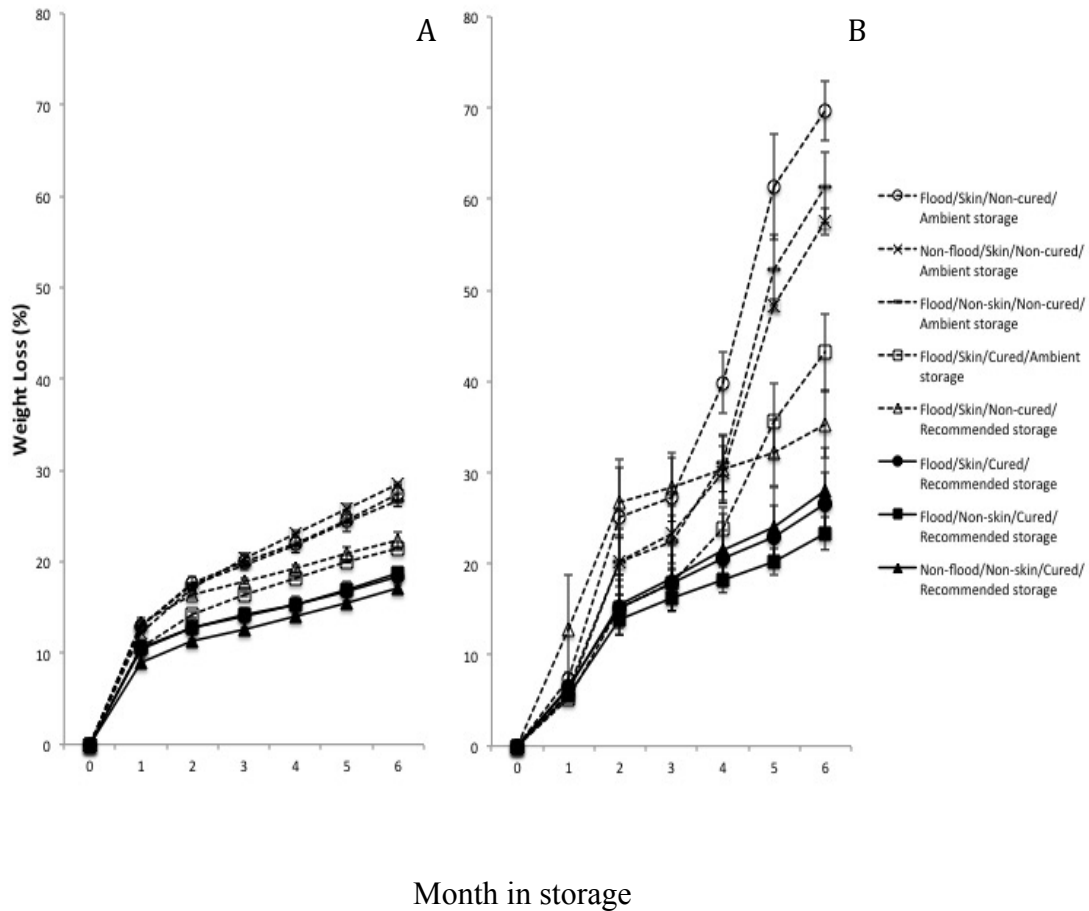 A
B
80
70
60
50
40
30
20
10
0
Weight Loss (%)
0 1 2 3 4 5 6
80
70
60
50
40
30
20
10
0
0 1 2 3 4 5 6
Flood/Skin/Non-cured/
Ambient storage
Non-flood/Skin/Non-cured/
Ambient storage
Flood/Non-skin/Non-cured/
Ambient storage
Flood/Skin/Cured/Ambient
storage
Flood/Skin/Non-cured/
Recommended storage
Flood/Skin/Cured/
Recommended storage
Flood/Non-skin/Cured/
Recommended storage
Non-flood/Non-skin/Cured/
Recommended storage
Month in storage